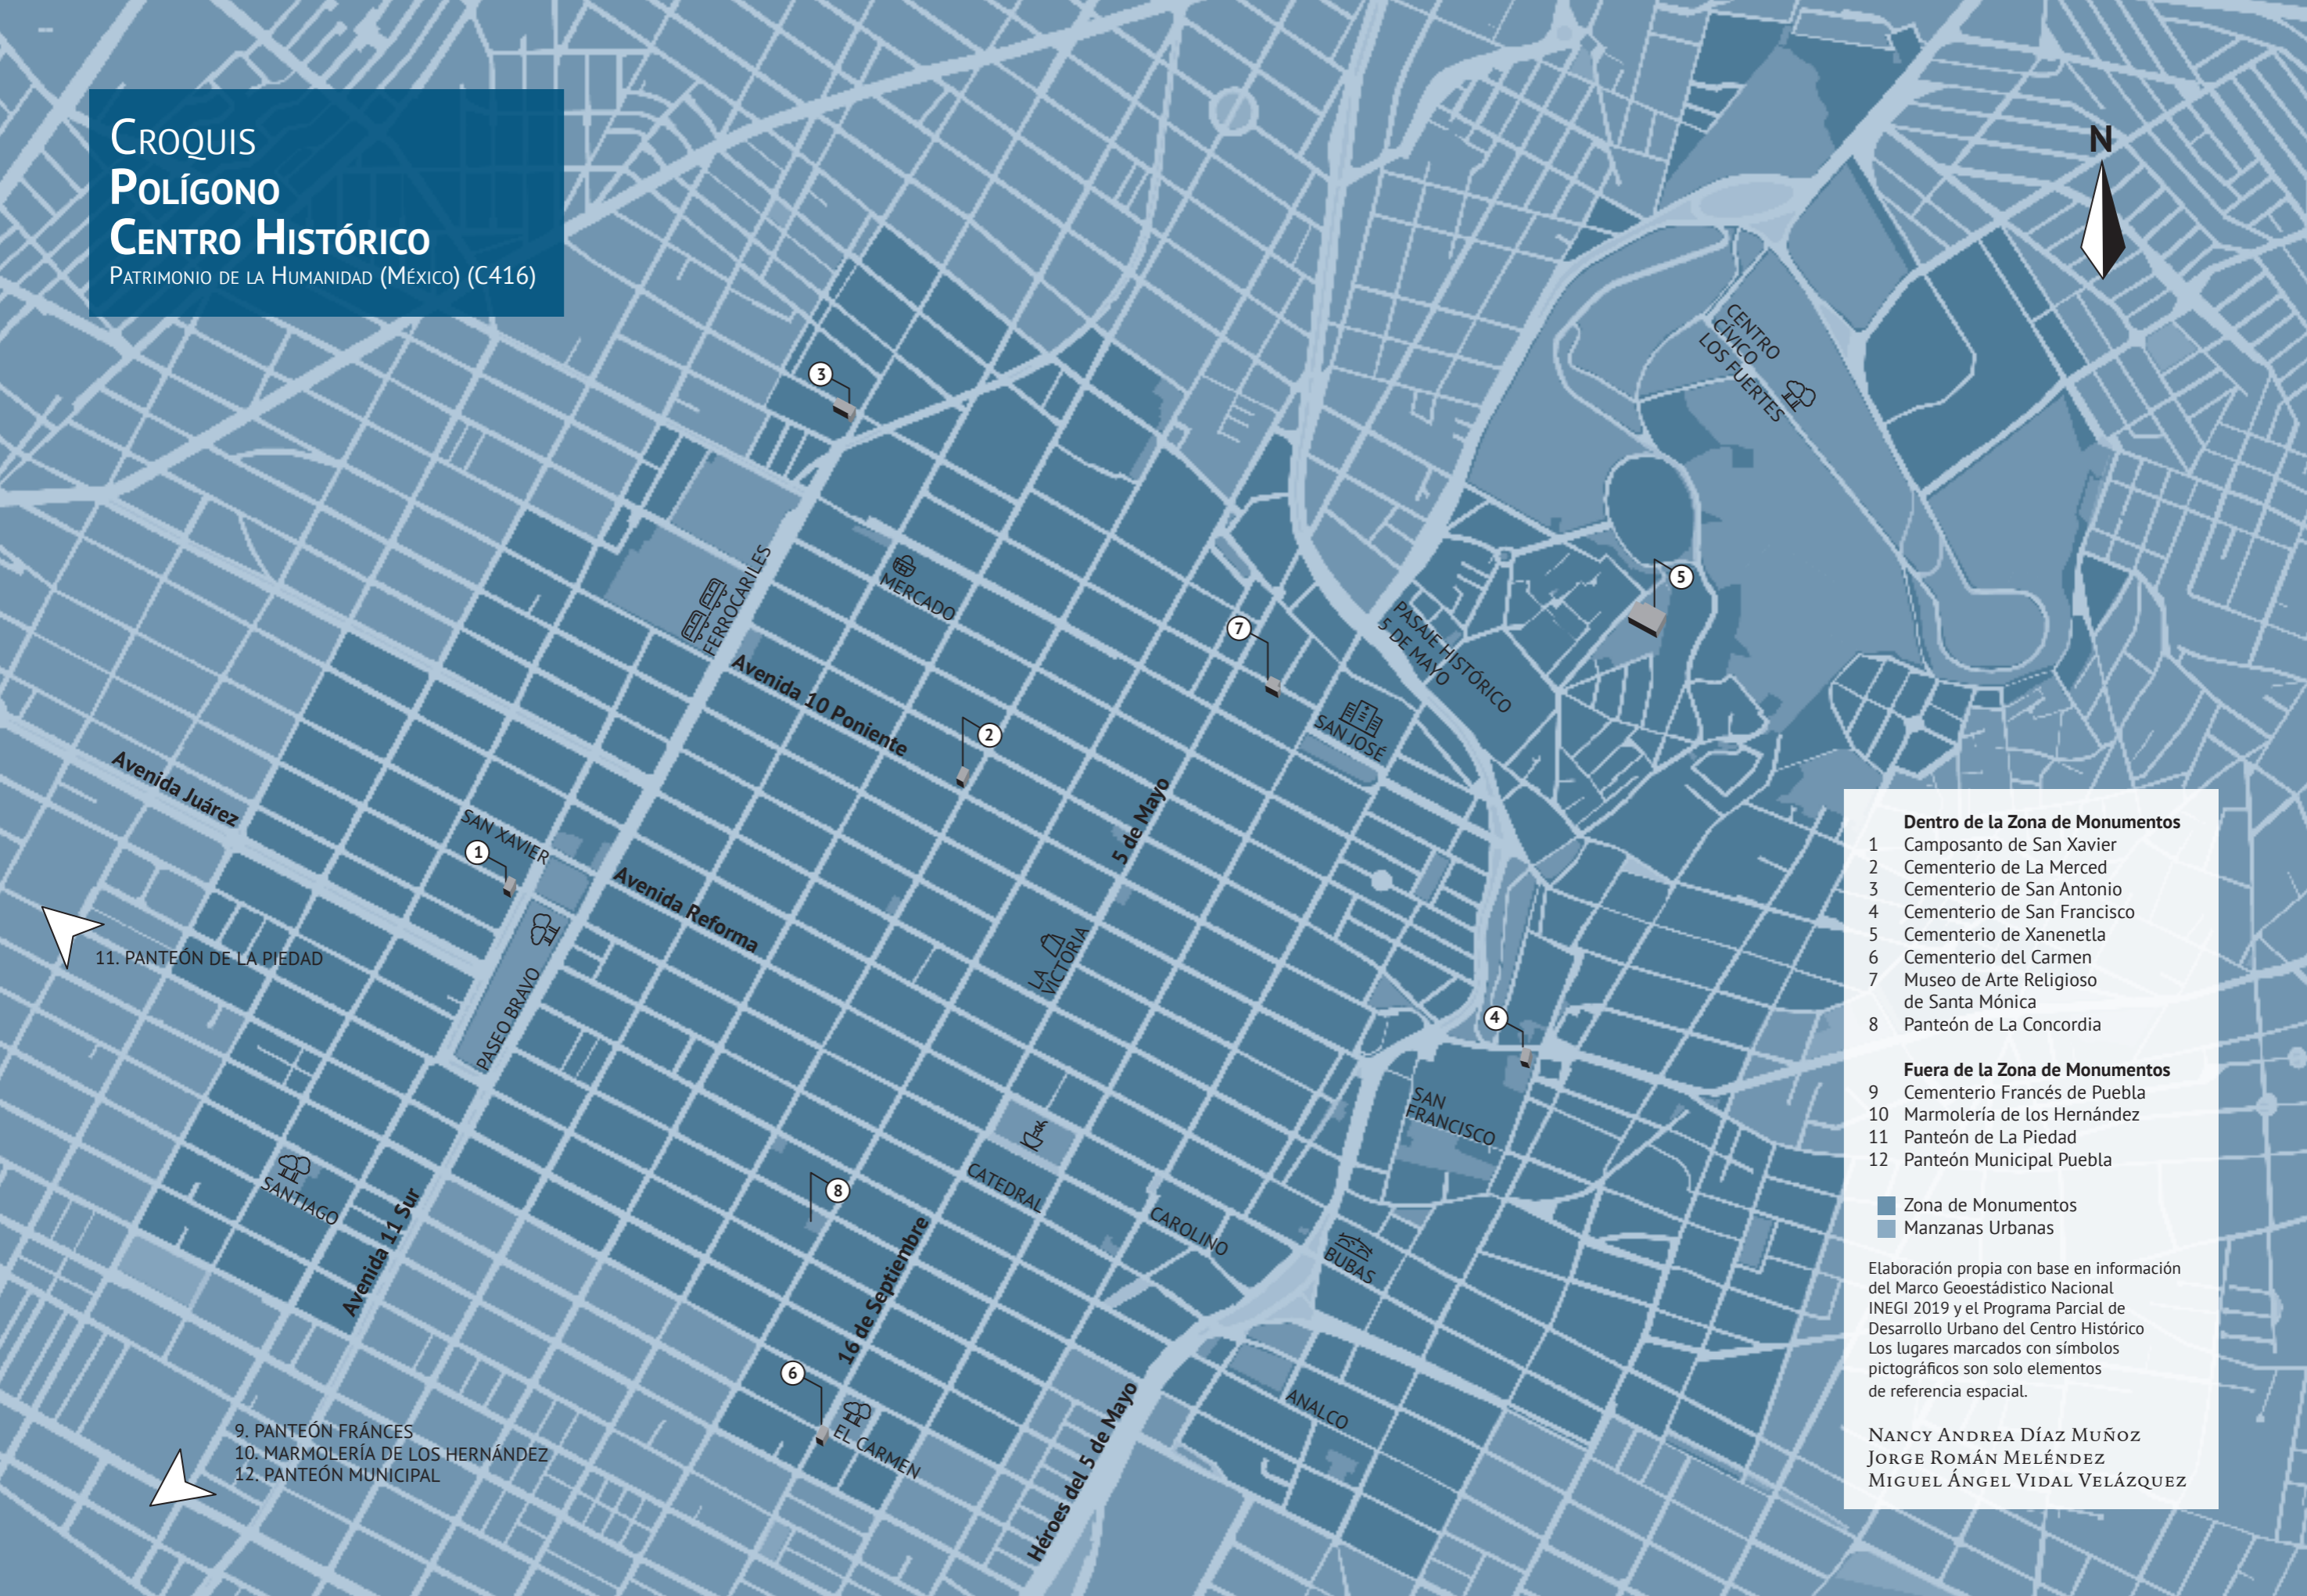 CROQUIS
POLÍGONO
CENTRO HISTÓRICO
PATRIMONIO DE LA HUMANIDAD (MÉXICO) (C416)
N
CENTRO
CÍVICO
LOS FUERTES
3
FERROCARILES
MERCADO
5
7
PASAJE HISTÓRICO
5 DE MAYO
Avenida 10 Poniente
2
SAN JOSÉ
Avenida Juárez
5 de Mayo
SAN XAVIER
1
Avenida Reforma
11. PANTEÓN DE LA PIEDAD
LA
VICTORIA
PASEO BRAVO
4
SAN
FRANCISCO
SANTIAGO
Avenida 11 Sur
8
CATEDRAL
CAROLINO
16 de Septiembre
BUBAS
6
EL CARMEN
ANALCO
Héroes del 5 de Mayo
9. PANTEÓN FRÁNCES
10. MARMOLERÍA DE LOS HERNÁNDEZ
12. PANTEÓN MUNICIPAL
Dentro de la Zona de Monumentos
1 Camposanto de San Xavier
2 Cementerio de La Merced
3 Cementerio de San Antonio
4 Cementerio de San Francisco
5 Cementerio de Xanenetla
6 Cementerio del Carmen
7 Museo de Arte Religioso
de Santa Mónica
8 Panteón de La Concordia
Fuera de la Zona de Monumentos
9 Cementerio Francés de Puebla
10 Marmolería de los Hernández
11 Panteón de La Piedad
12 Panteón Municipal Puebla
Zona de Monumentos
Manzanas Urbanas
Elaboración propia con base en información
del Marco Geoestádistico Nacional
INEGI 2019 y el Programa Parcial de
Desarrollo Urbano del Centro Histórico
Los lugares marcados con símbolos
pictográficos son solo elementos
de referencia espacial.
NANCY ANDREA DÍAZ MUÑOZ
JORGE ROMÁN MELÉNDEZ
MIGUEL ÁNGEL VIDAL VELÁZQUEZ